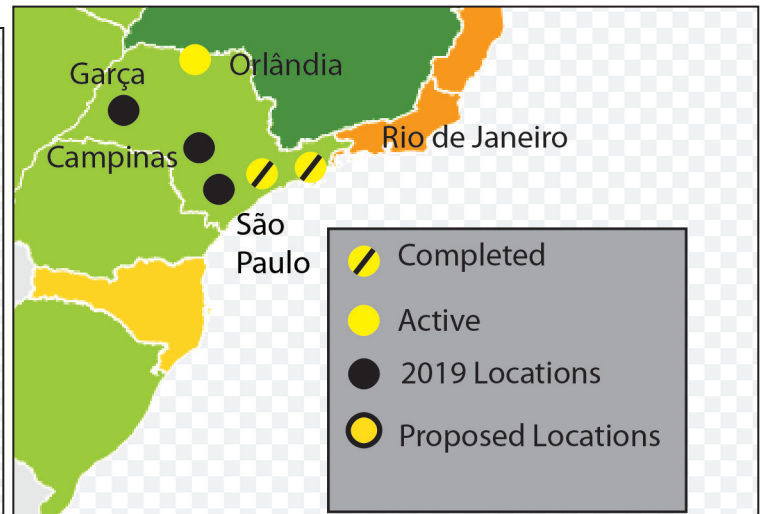 Garça
Orlândia
Campinas
Rio de Janeiro
São
Paulo
Completed
Active
2019 Locations
Proposed Locations